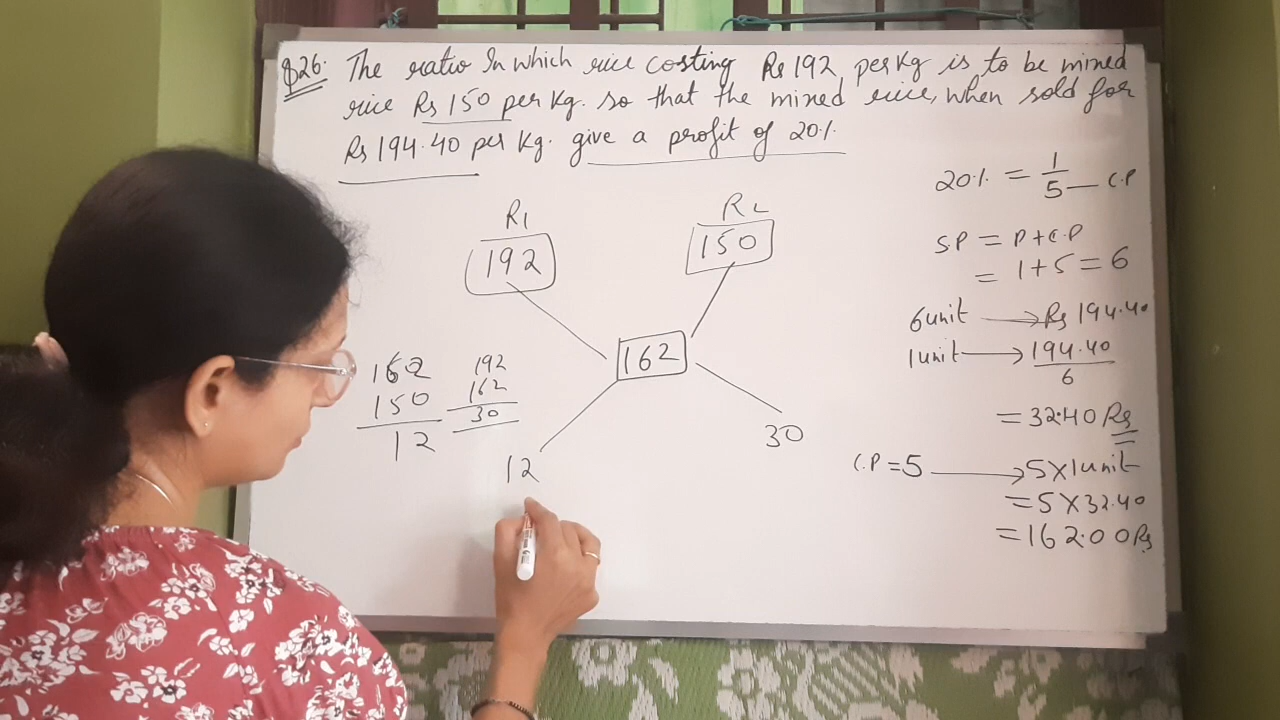 Q26. The ratio In which rice costing Rs 192 per Kg is to be mixed
rice Rs 150 per Kg. so that the mixed rice, when sold for
Rs 194.40 per Kg. give a profit of 20%.
R1
192
R2
150
162
12
30
162
150
12
192
162
30
20% = 1/5 — C.P
S.P = P+C.P
= 1+5 = 6
6unit → Rs 194.40
1unit → 194.40
6
= 32.40 Rs
C.P = 5 → 5X1unit
= 5 X 32.40
= 162.00 Rs